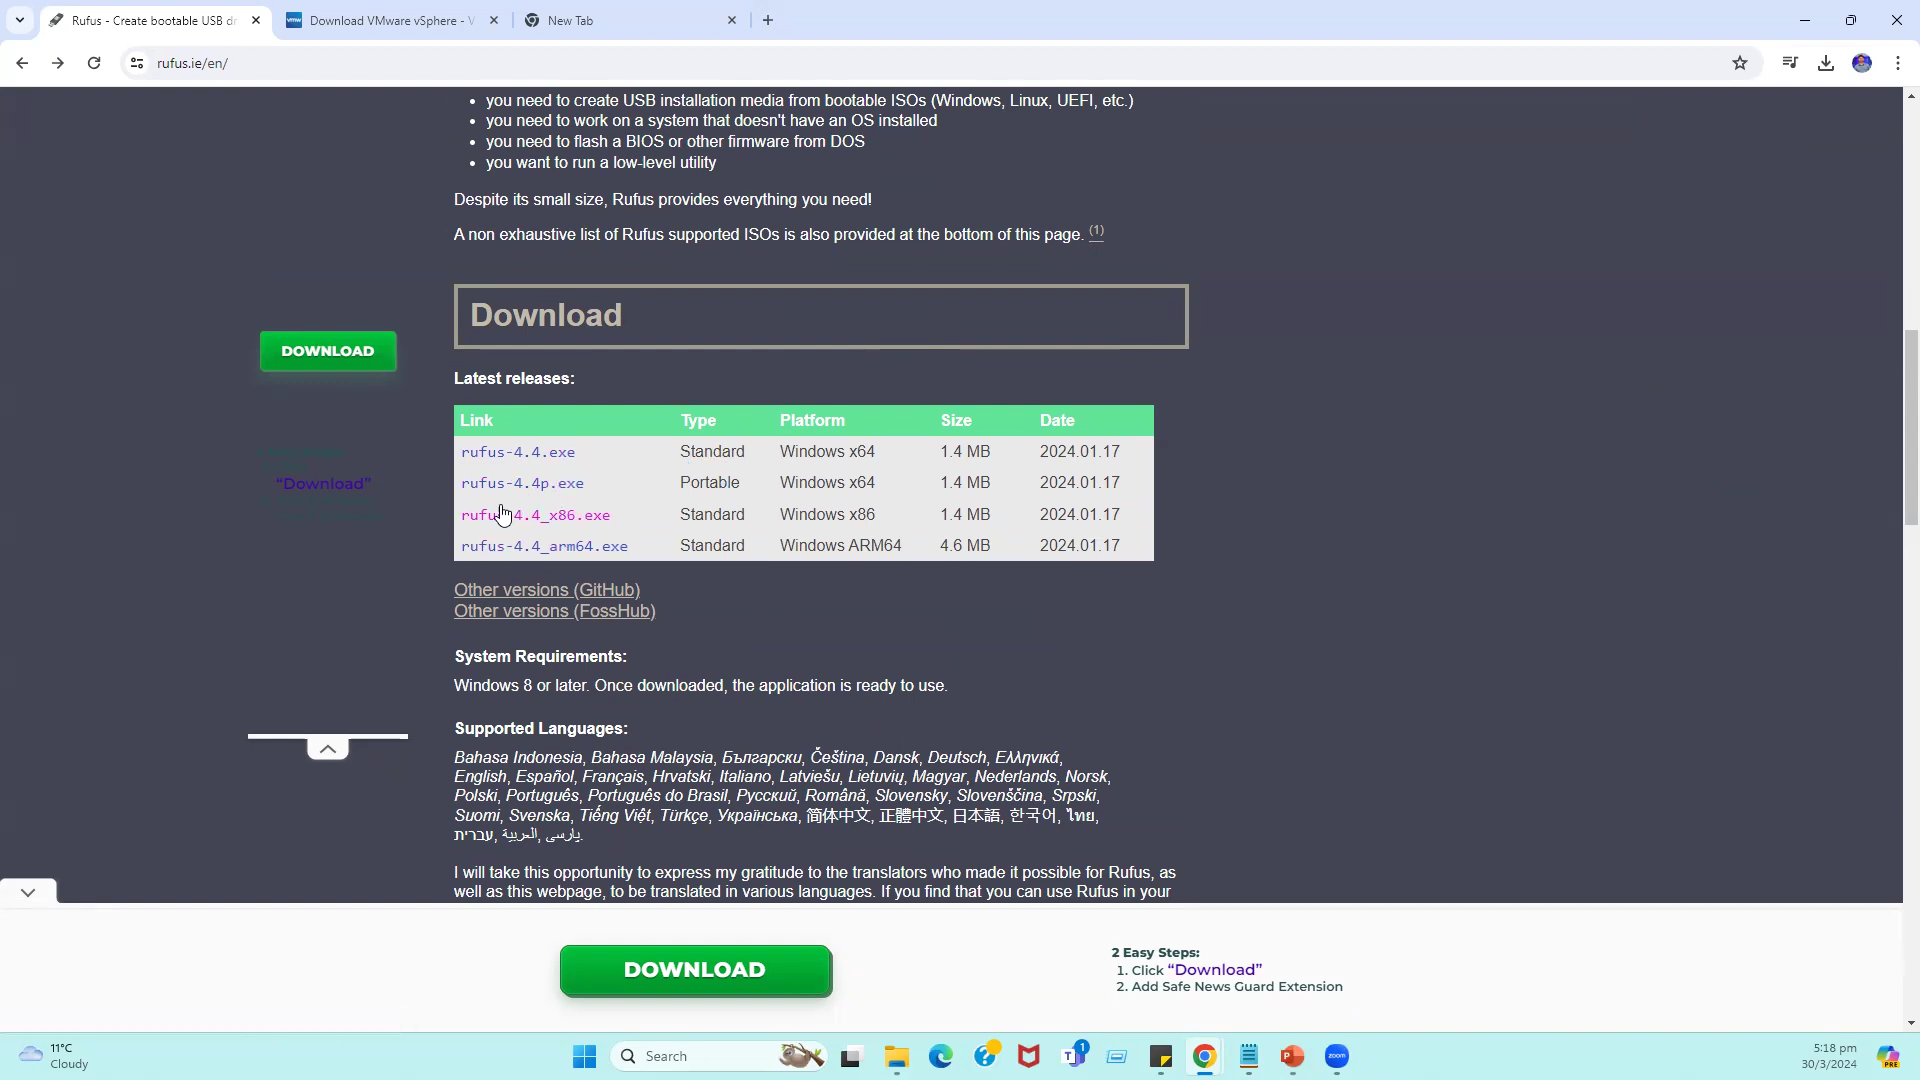 Rufus - Create bootable USB dr
Download VMware vSphere - V
New Tab
rufus.ie/en/
you need to create USB installation media from bootable ISOs (Windows, Linux, UEFI, etc.)
you need to work on a system that doesn't have an OS installed
you need to flash a BIOS or other firmware from DOS
you want to run a low-level utility
Despite its small size, Rufus provides everything you need!
A non exhaustive list of Rufus supported ISOs is also provided at the bottom of this page. (1)
Download
DOWNLOAD
Latest releases:
Link Type Platform Size Date
rufus-4.4.exe Standard Windows x64 1.4 MB 2024.01.17
rufus-4.4p.exe Portable Windows x64 1.4 MB 2024.01.17
"Download"
rufus-4.4_x86.exe Standard Windows x86 1.4 MB 2024.01.17
rufus-4.4_arm64.exe Standard Windows ARM64 4.6 MB 2024.01.17
Other versions (GitHub)
Other versions (FossHub)
System Requirements:
Windows 8 or later. Once downloaded, the application is ready to use.
Supported Languages:
Bahasa Indonesia, Bahasa Malaysia, Български, Čeština, Dansk, Deutsch, Ελληνικά,
English, Español, Français, Hrvatski, Italiano, Latviešu, Lietuvių, Magyar, Nederlands, Norsk,
Polski, Português, Português do Brasil, Русский, Română, Slovensky, Slovenščina, Srpski,
Suomi, Svenska, Tiếng Việt, Türkçe, Українська, 简体中文, 正體中文, 日本語, 한국어, ไทย,
עברית, العربية, پارسی.
I will take this opportunity to express my gratitude to the translators who made it possible for Rufus, as
well as this webpage, to be translated in various languages. If you find that you can use Rufus in your
DOWNLOAD
2 Easy Steps:
1. Click "Download"
2. Add Safe News Guard Extension
11°C
Cloudy
Search
1
zoom
5:18 pm
30/3/2024
PRE